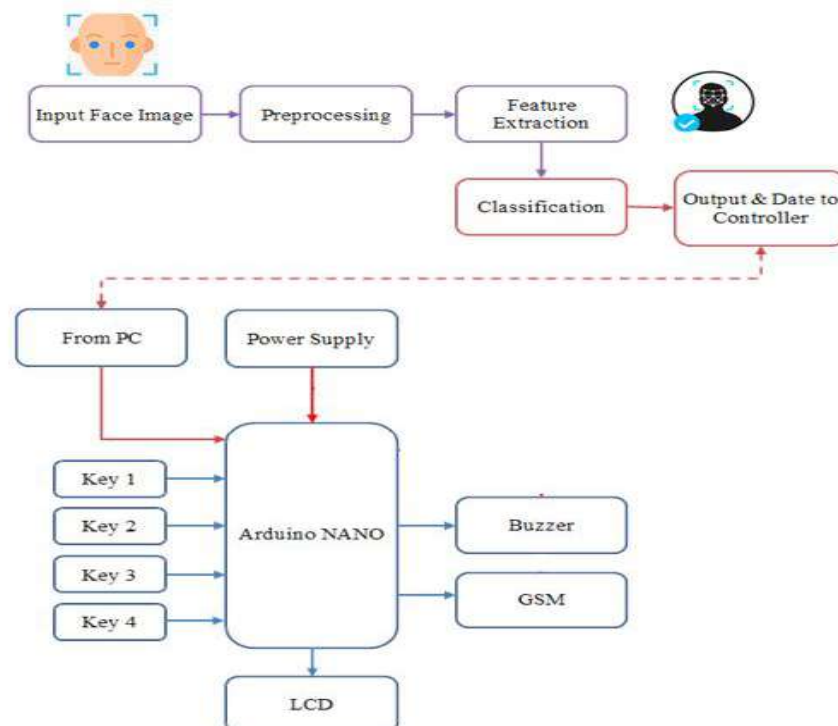 Input Face Image
Preprocessing
Feature
Extraction
Classification
Output & Date to
Controller
From PC
Power Supply
Key 1
Key 2
Key 3
Key 4
Arduino NANO
Buzzer
GSM
LCD